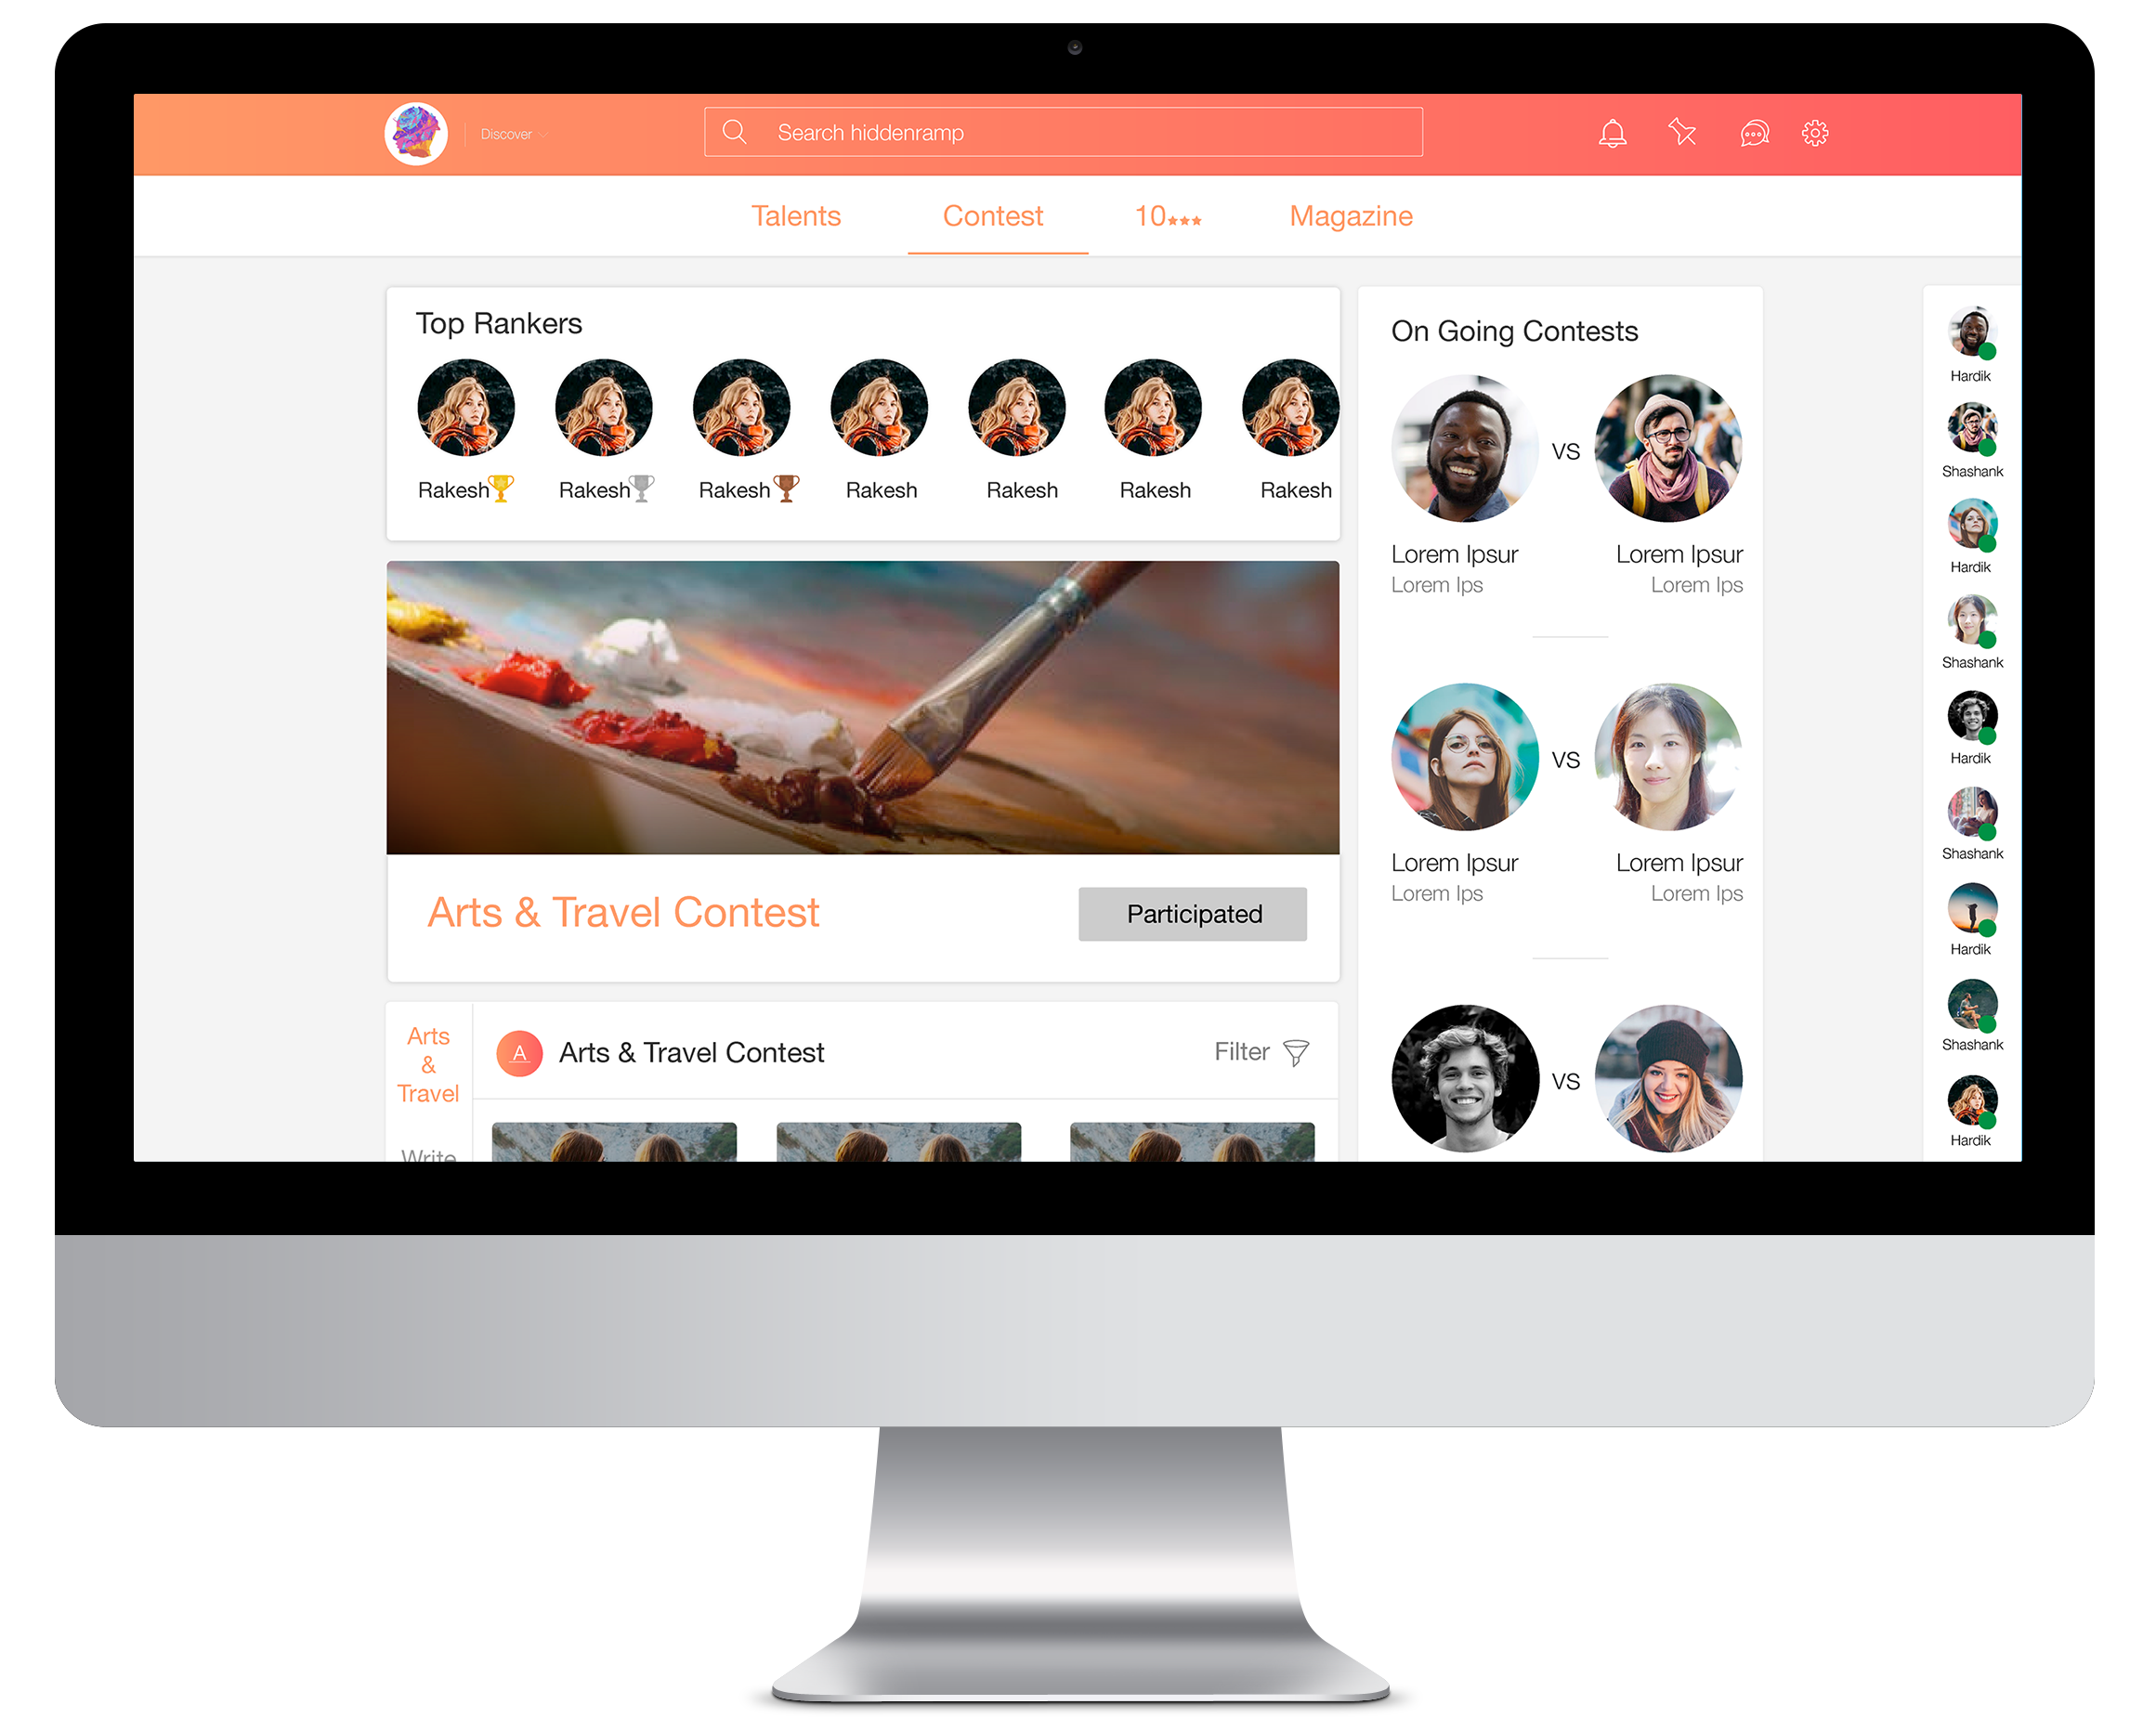 Discover
Search hiddenramp
Talents
Contest
10
Magazine
Top Rankers
Rakesh
Rakesh
Rakesh
Rakesh
Rakesh
Rakesh
Rakesh
Arts & Travel Contest
Participated
Arts
&
Travel
Write
A
Arts & Travel Contest
Filter
On Going Contests
VS
Lorem Ipsur
Lorem Ipsur
Lorem Ips
Lorem Ips
VS
Lorem Ipsur
Lorem Ipsur
Lorem Ips
Lorem Ips
VS
Hardik
Shashank
Hardik
Shashank
Hardik
Shashank
Hardik
Shashank
Hardik